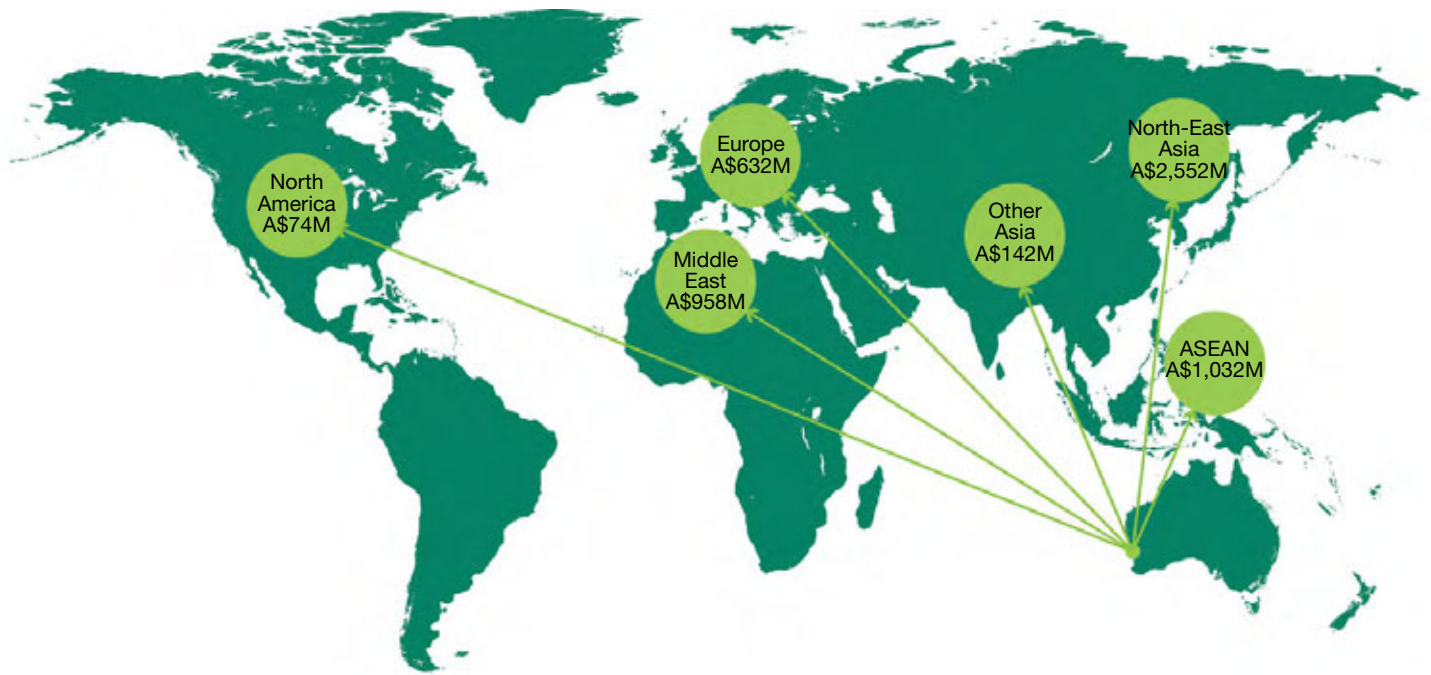 North
America
A$74M
Europe
A$632M
Middle
East
A$958M
Other
Asia
A$142M
North-East
Asia
A$2,552M
ASEAN
A$1,032M